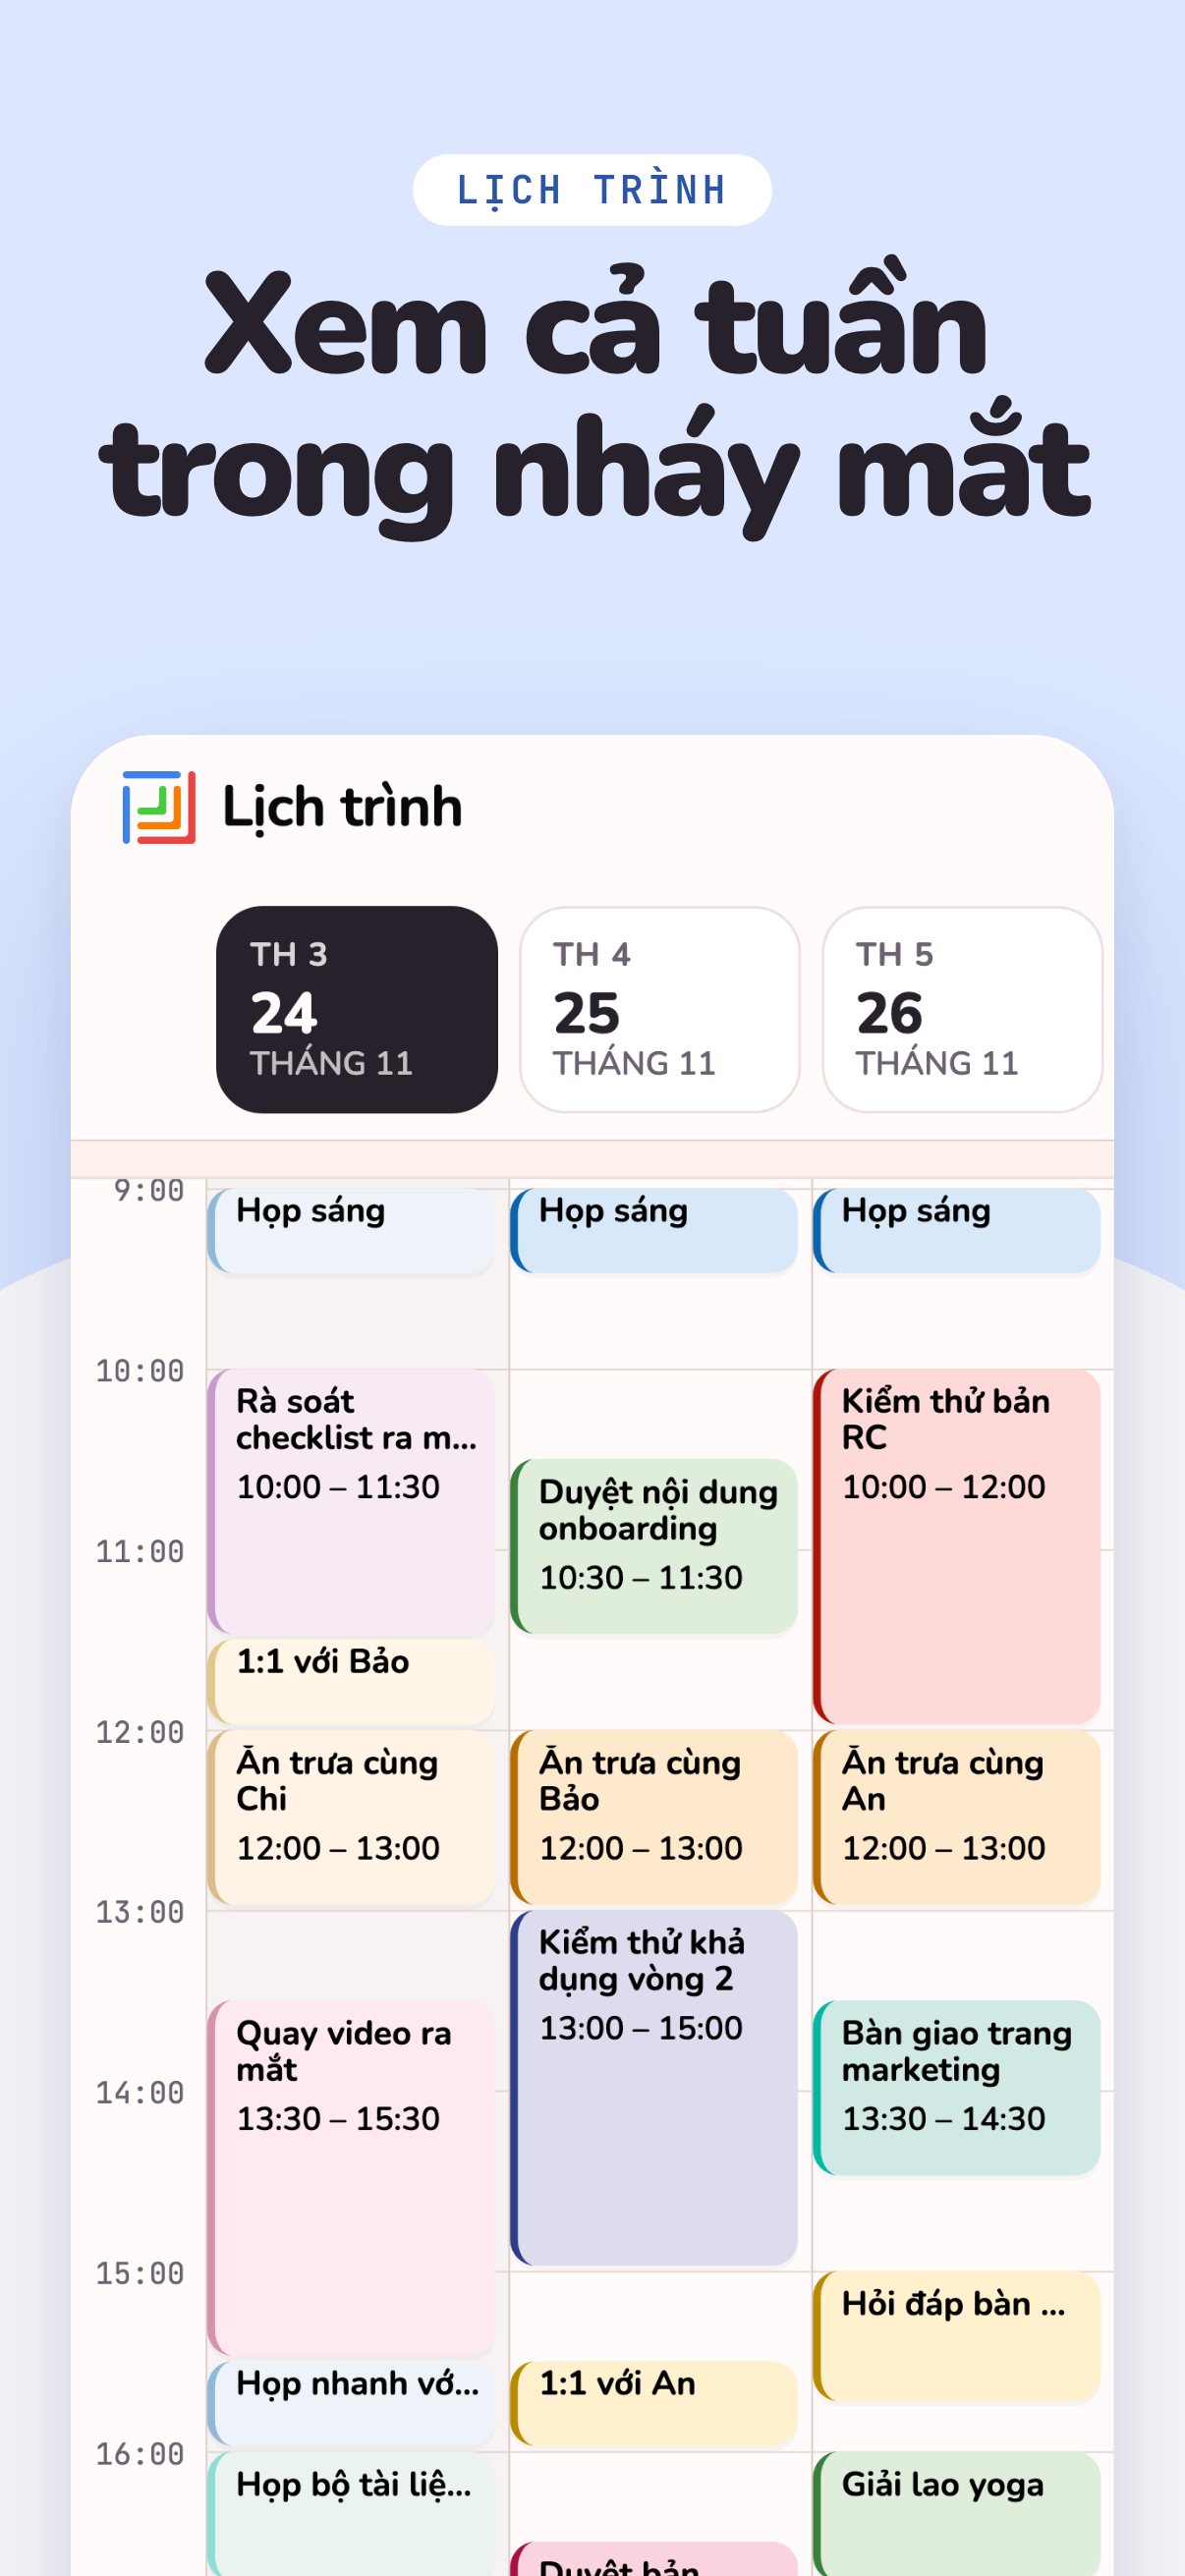 LỊCH TRÌNH
Xem cả tuần
trong nháy mắt
Lịch trình
TH 3
24
THÁNG 11
TH 4
25
THÁNG 11
TH 5
26
THÁNG 11
9:00
Họp sáng
Họp sáng
Họp sáng
10:00
Rà soát
checklist ra m...
10:00 – 11:30
Kiểm thử bản
RC
10:00 – 12:00
Duyệt nội dung
onboarding
10:30 – 11:30
11:00
1:1 với Bảo
12:00
Ăn trưa cùng
Chi
12:00 – 13:00
Ăn trưa cùng
Bảo
12:00 – 13:00
Ăn trưa cùng
An
12:00 – 13:00
13:00
Kiểm thử khả
dụng vòng 2
13:00 – 15:00
Quay video ra
mắt
13:30 – 15:30
Bàn giao trang
marketing
13:30 – 14:30
14:00
15:00
Hỏi đáp bàn ...
Họp nhanh vớ...
1:1 với An
16:00
Họp bộ tài liệ...
Giải lao yoga
Duyệt bản